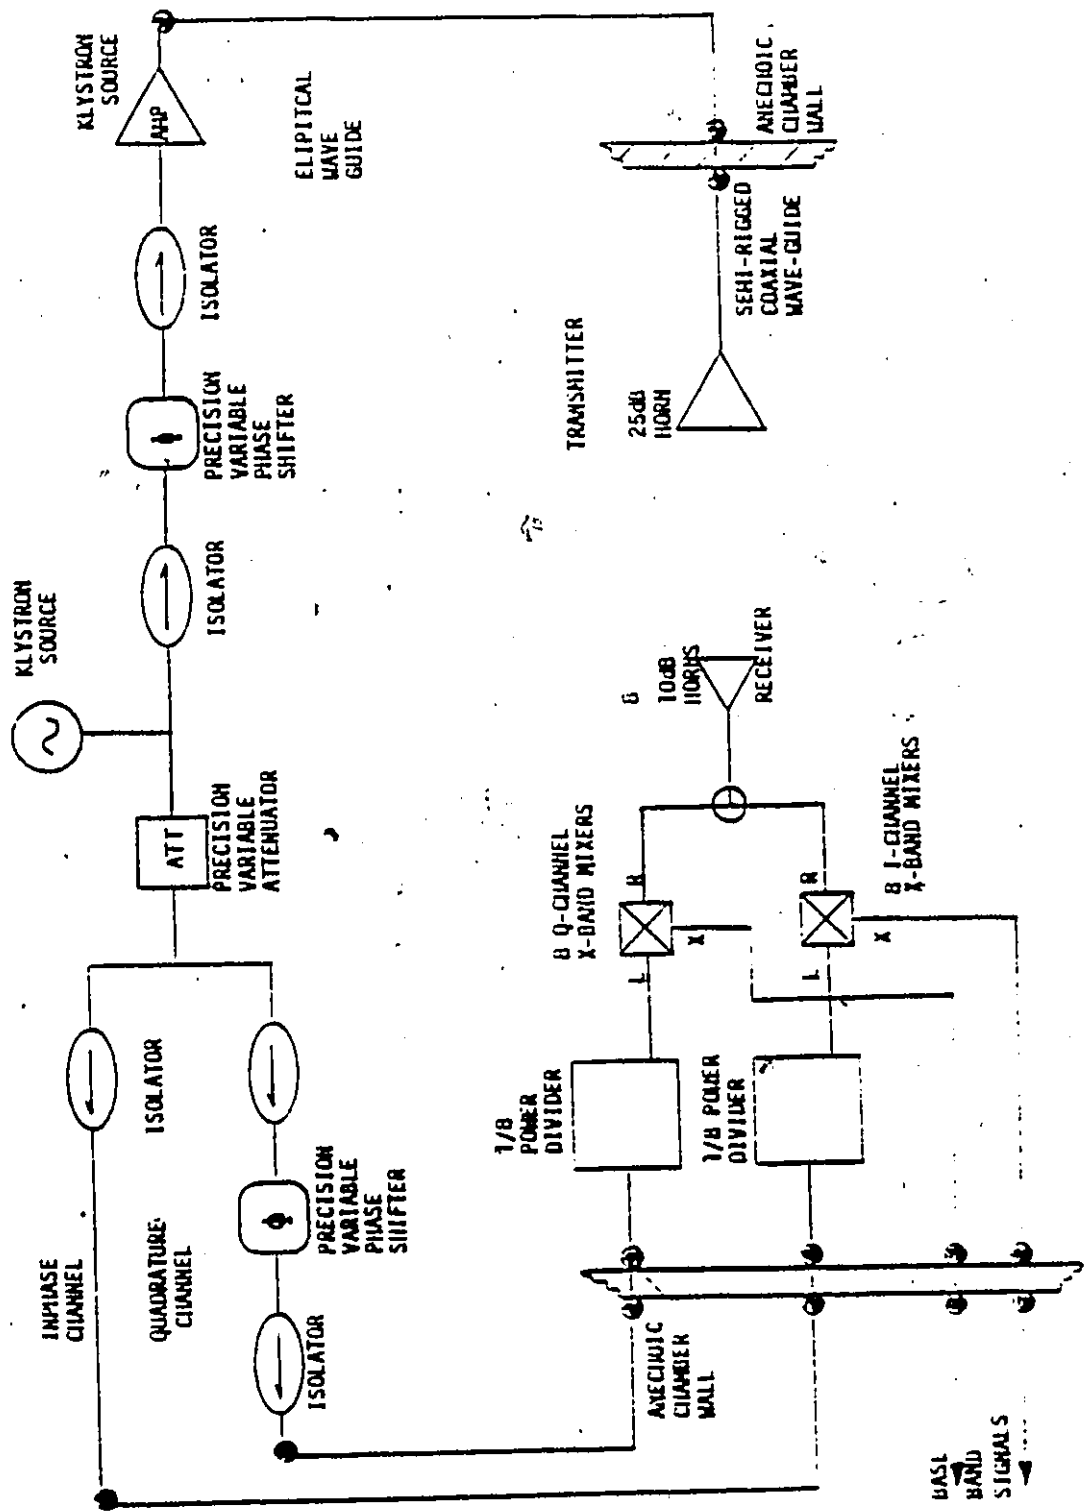 KLYSTRON
SOURCE
AMP
ISOLATOR
PRECISION
VARIABLE
PHASE
SHIFTER
ϕ
ISOLATOR
KLYSTRON
SOURCE
ATT
PRECISION
VARIABLE
ATTENUATOR
ISOLATOR
INPHASE
CHANNEL
QUADRATURE
CHANNEL
ϕ
PRECISION
VARIABLE
PHASE
SHIFTER
ISOLATOR
ELIPITCAL
WAVE
GUIDE
ANECHOIC
CHAMBER
WALL
SEMI-RIGGED
COAXIAL
WAVE-GUIDE
TRANSMITTER
25dB
HORN
8
10dB
HORNS
RECEIVER
8 Q-CHANNEL
X-BAND MIXERS
R
L
X
8 I-CHANNEL
X-BAND MIXERS
R
L
X
1/8
POWER
DIVIDER
1/8 POWER
DIVIDER
ANECHOIC
CHAMBER
WALL
BASE
BAND
SIGNALS